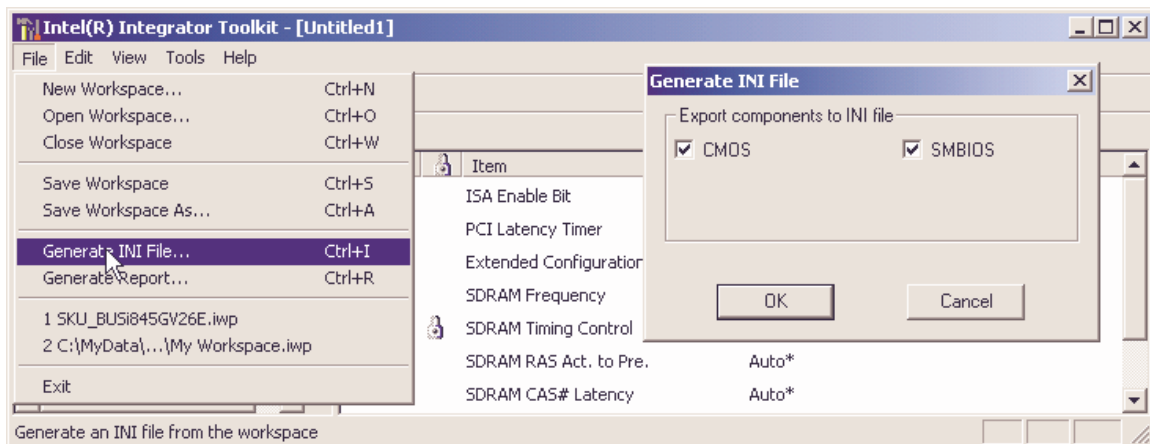 Intel(R) Integrator Toolkit - [Untitled1]
File Edit View Tools Help
New Workspace... Ctrl+N
Open Workspace... Ctrl+O
Close Workspace Ctrl+W
Save Workspace Ctrl+S
Save Workspace As... Ctrl+A
Generate INI File... Ctrl+I
Generate Report... Ctrl+R
1 SKU_BUSi845GV26E.iwp
2 C:\MyData\...\My Workspace.iwp
Exit
Item
ISA Enable Bit
PCI Latency Timer
Extended Configuration
SDRAM Frequency
SDRAM Timing Control
SDRAM RAS Act. to Pre. Auto*
SDRAM CAS# Latency Auto*
Generate INI File
Export components to INI file
CMOS SMBIOS
OK Cancel
Generate an INI file from the workspace